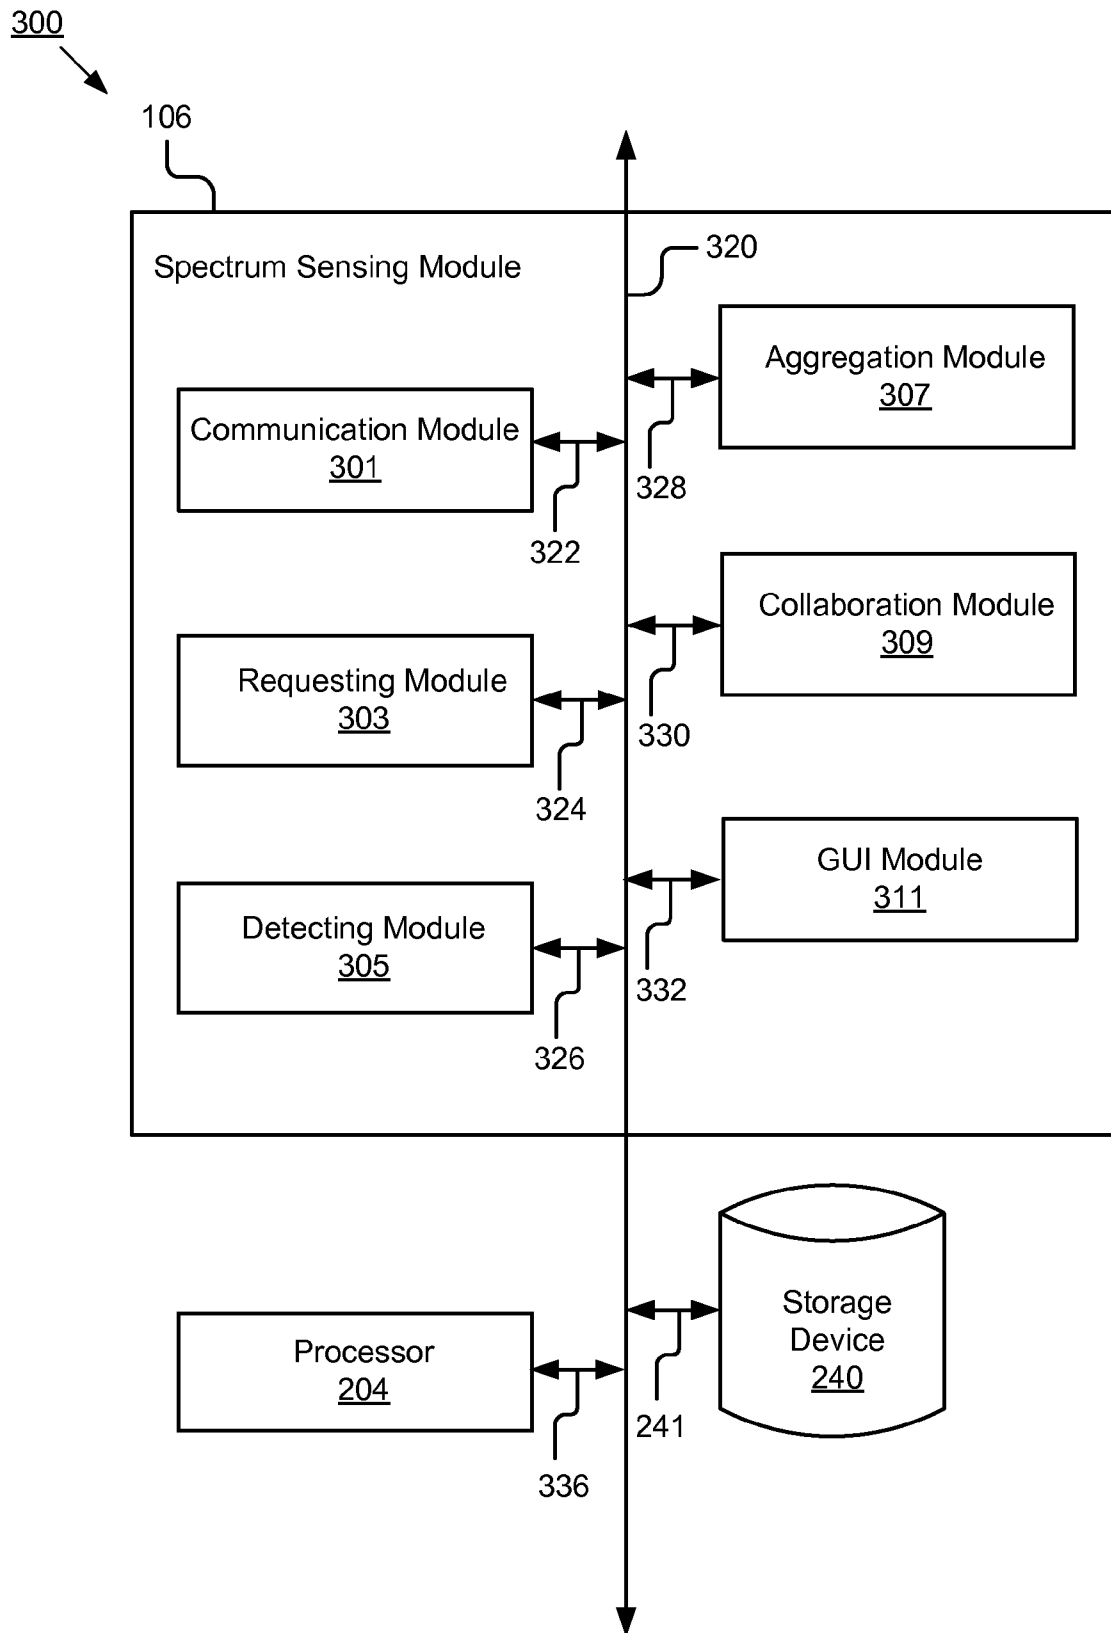 300
106
320
Spectrum Sensing Module
Aggregation Module
307
Communication Module
301
328
322
Collaboration Module
309
Requesting Module
303
330
324
GUI Module
311
Detecting Module
305
332
326
Storage
Device
240
Processor
204
241
336